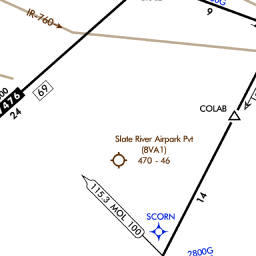 9
IR-760
476
69
24
COLAB
Slate River Airpark Pvt
(8VA1)
470 - 46
115.3 MOL 100
14
SCORN
2800G